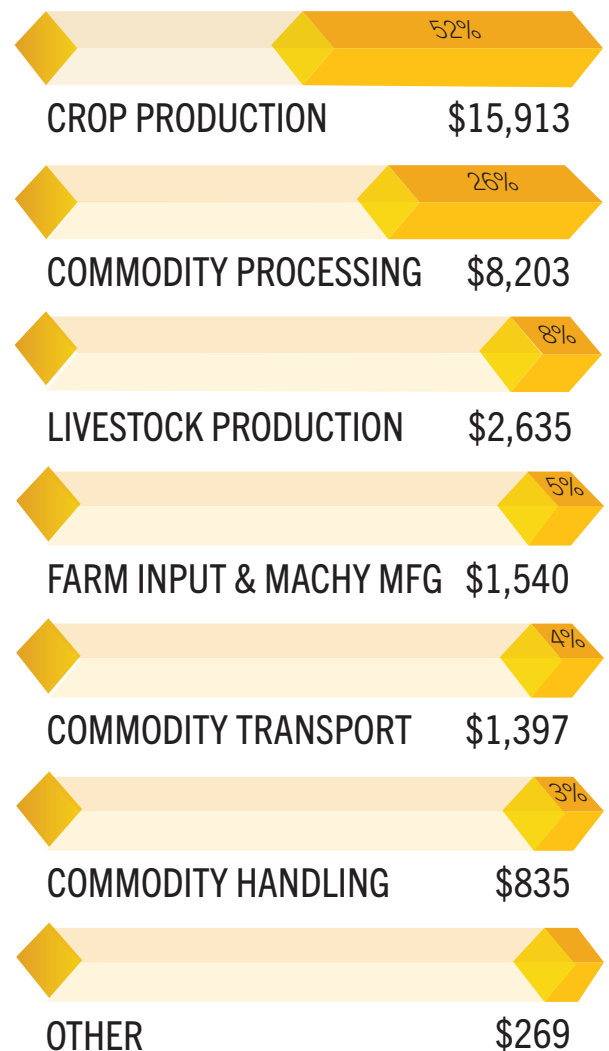 52%
CROP PRODUCTION $15,913
26%
COMMODITY PROCESSING $8,203
8%
LIVESTOCK PRODUCTION $2,635
5%
FARM INPUT & MACHY MFG $1,540
4%
COMMODITY TRANSPORT $1,397
3%
COMMODITY HANDLING $835
OTHER $269